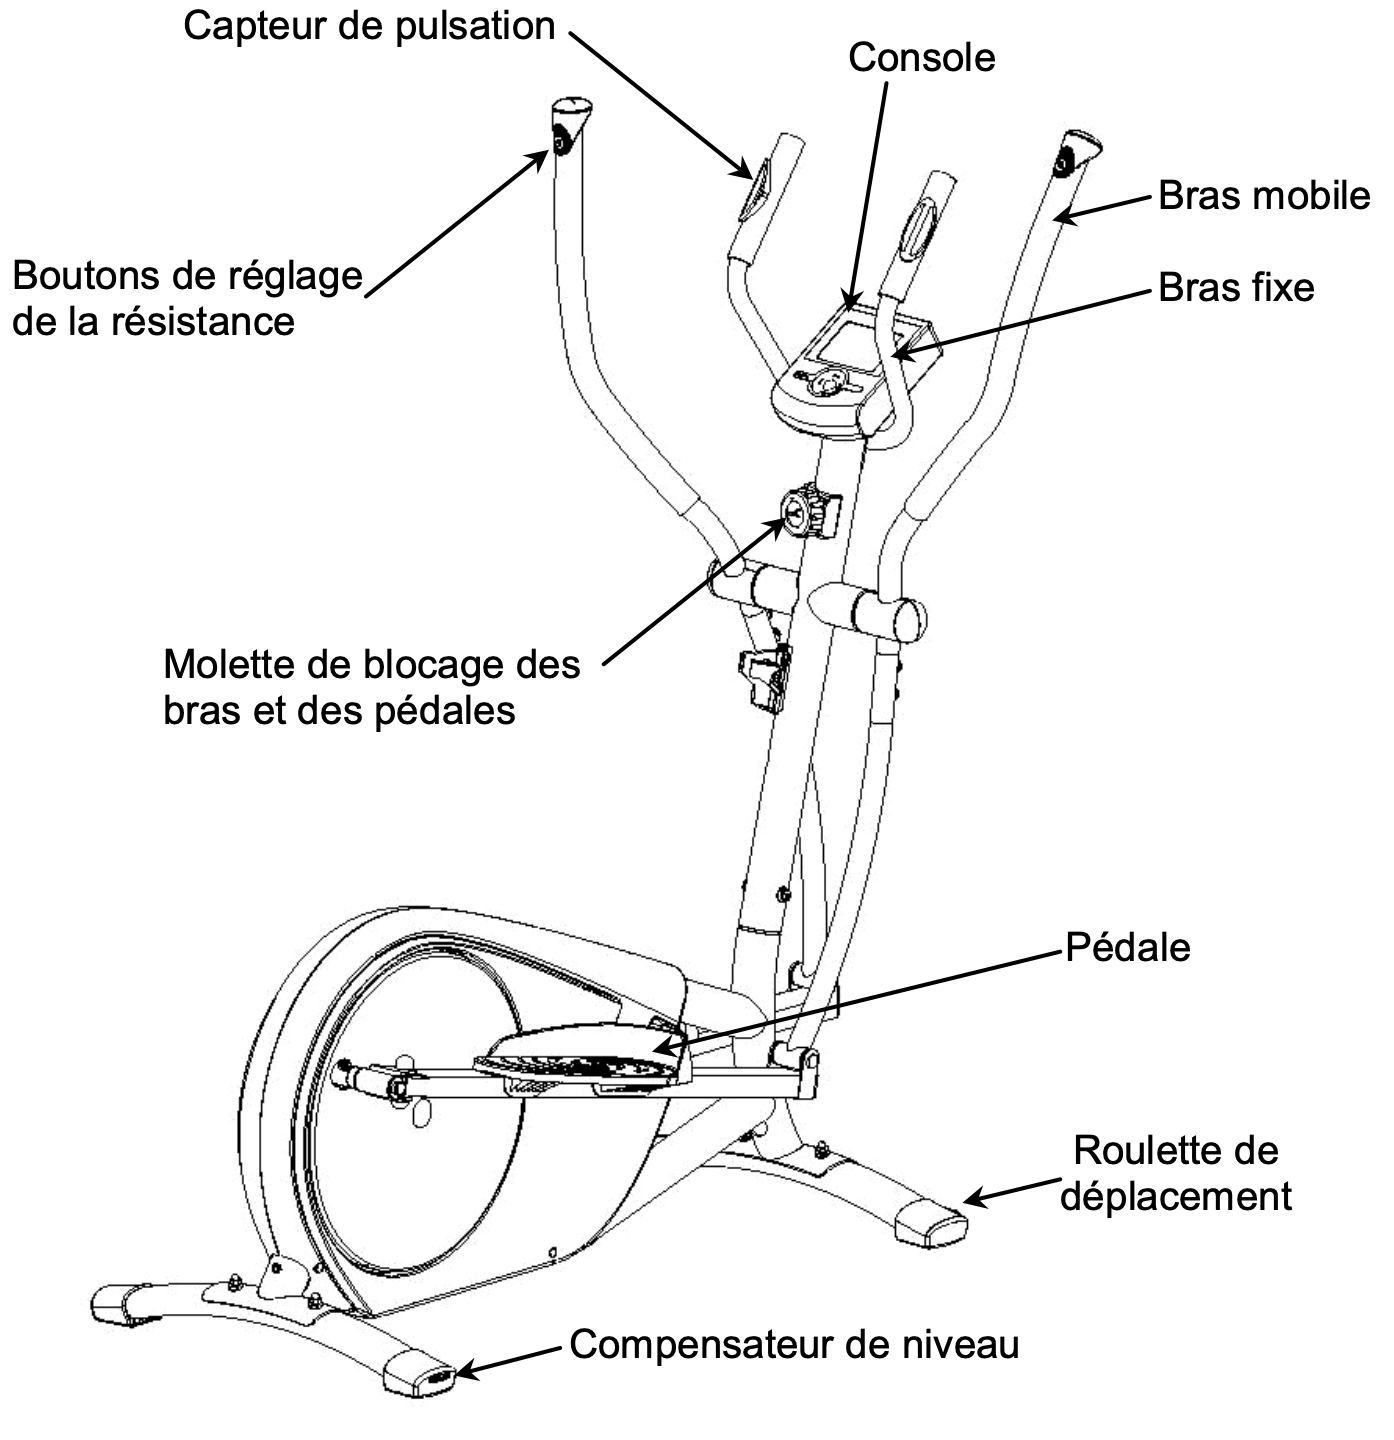 Capteur de pulsation
Console
Bras mobile
Boutons de réglage
de la résistance
Bras fixe
Molette de blocage des
bras et des pédales
Pédale
Roulette de
déplacement
Compensateur de niveau